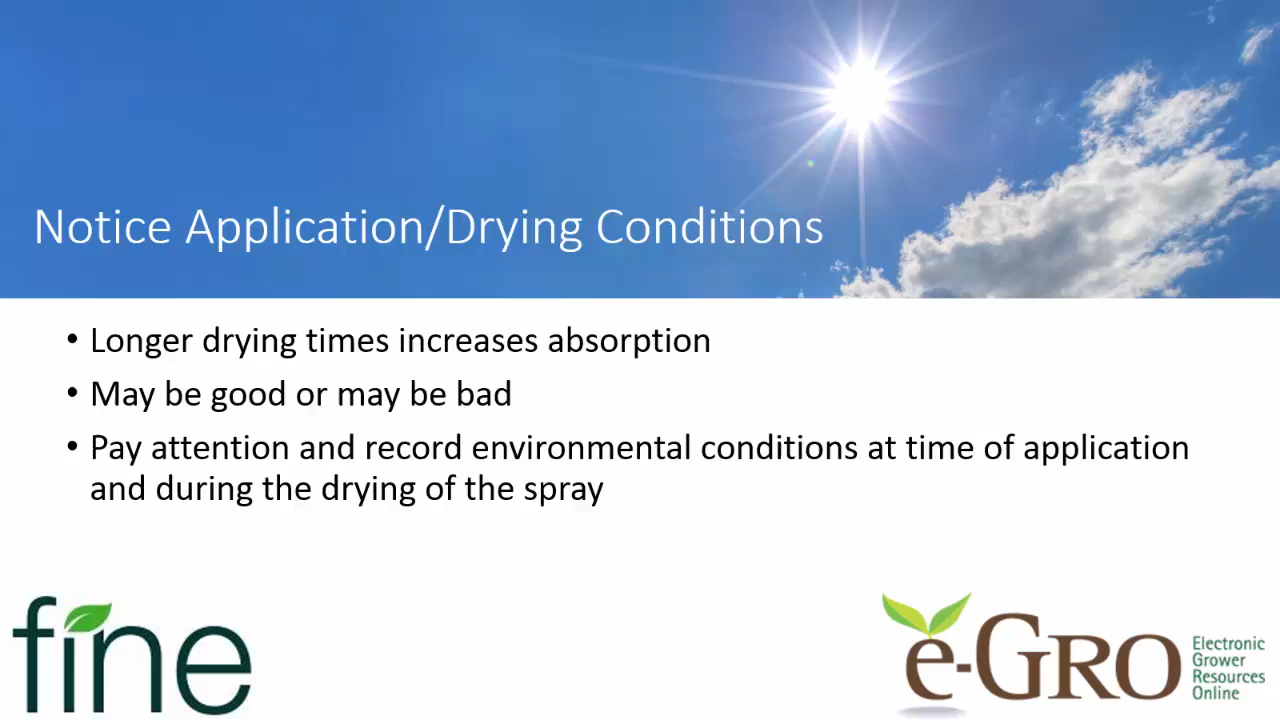 Notice Application/Drying Conditions
• Longer drying times increases absorption
• May be good or may be bad
• Pay attention and record environmental conditions at time of application
and during the drying of the spray
fine
e-GRO
Electronic
Grower
Resources
Online